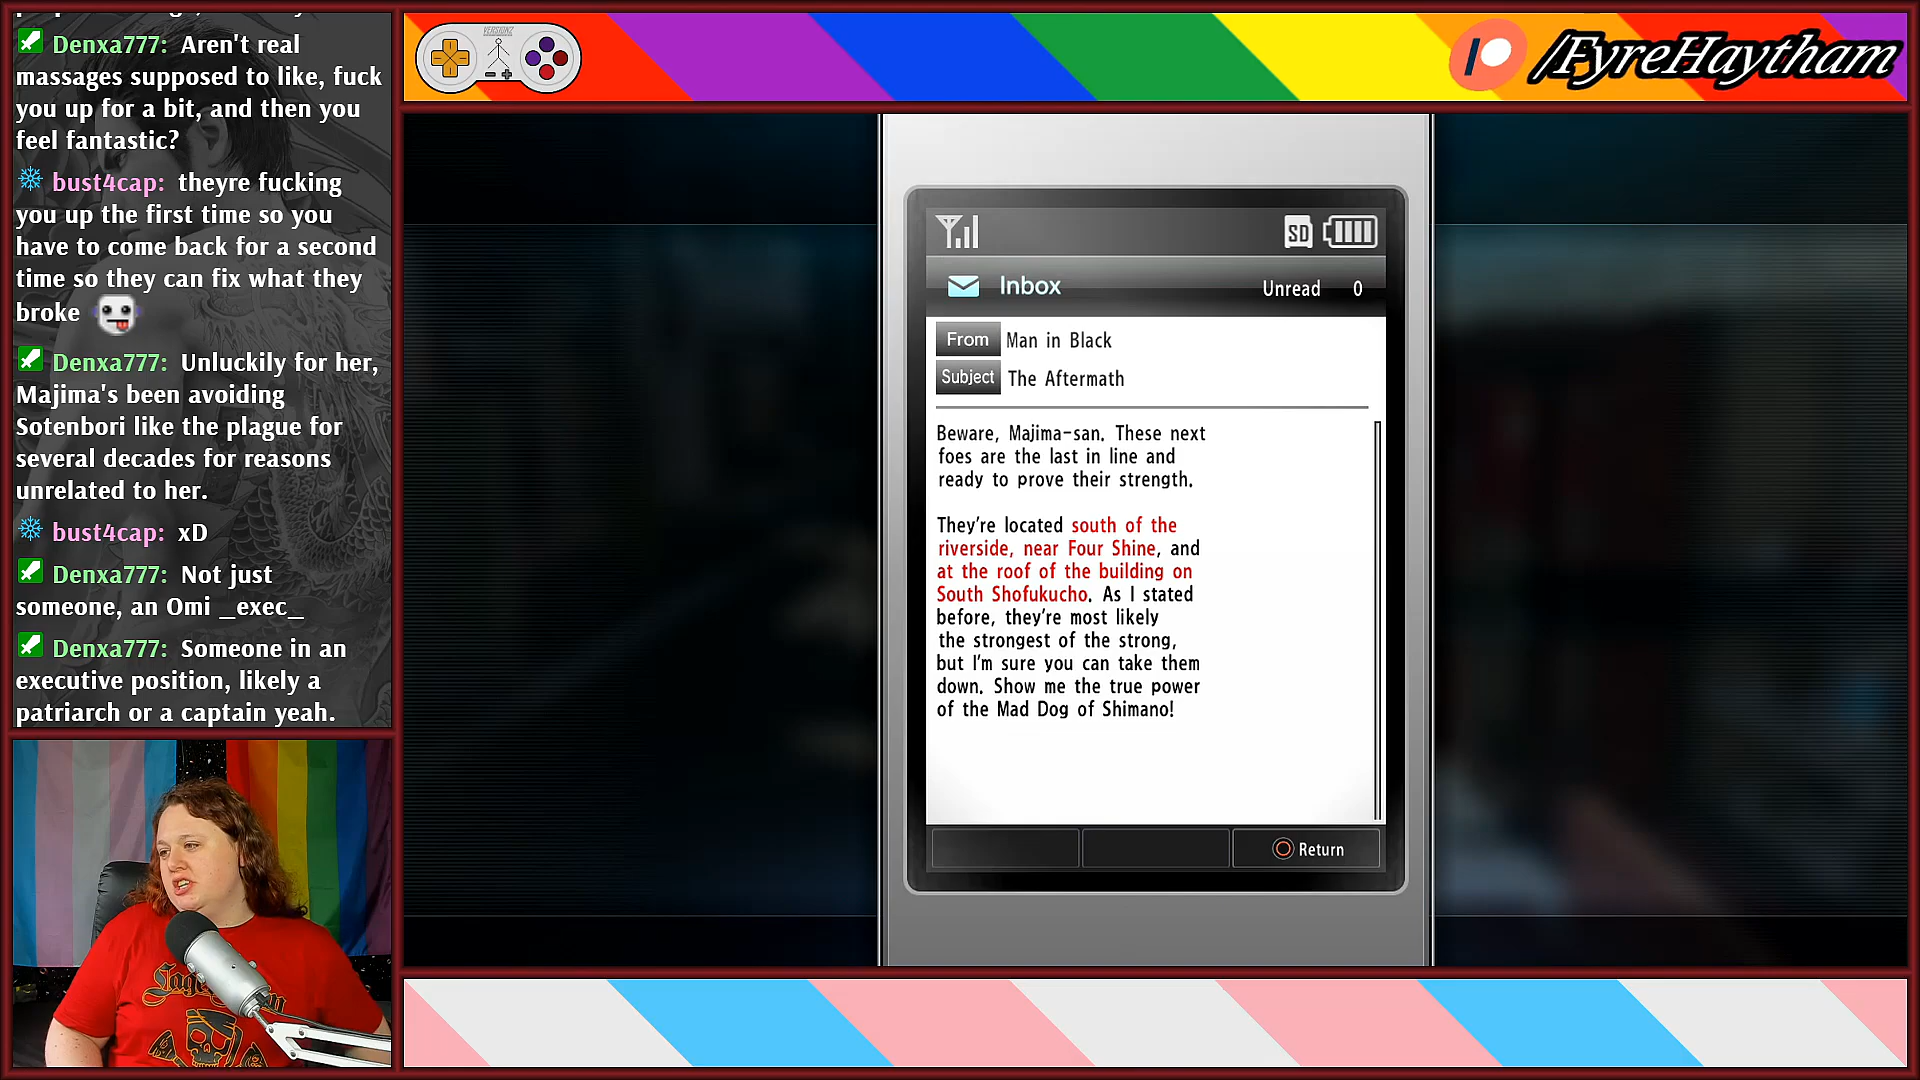 Denxa777: Aren't real
massages supposed to like, fuck
you up for a bit, and then you
feel fantastic?
bust4cap: theyre fucking
you up the first time so you
have to come back for a second
time so they can fix what they
broke
Denxa777: Unluckily for her,
Majima's been avoiding
Sotenbori like the plague for
several decades for reasons
unrelated to her.
bust4cap: xD
Denxa777: Not just
someone, an Omi _exec_
Denxa777: Someone in an
executive position, likely a
patriarch or a captain yeah.
/FyreHaytham
SD
Inbox
Unread 0
From Man in Black
Subject The Aftermath
Beware, Majima-san. These next
foes are the last in line and
ready to prove their strength.
They're located south of the
riverside, near Four Shine, and
at the roof of the building on
South Shofukucho. As I stated
before, they're most likely
the strongest of the strong,
but I'm sure you can take them
down. Show me the true power
of the Mad Dog of Shimano!
Return